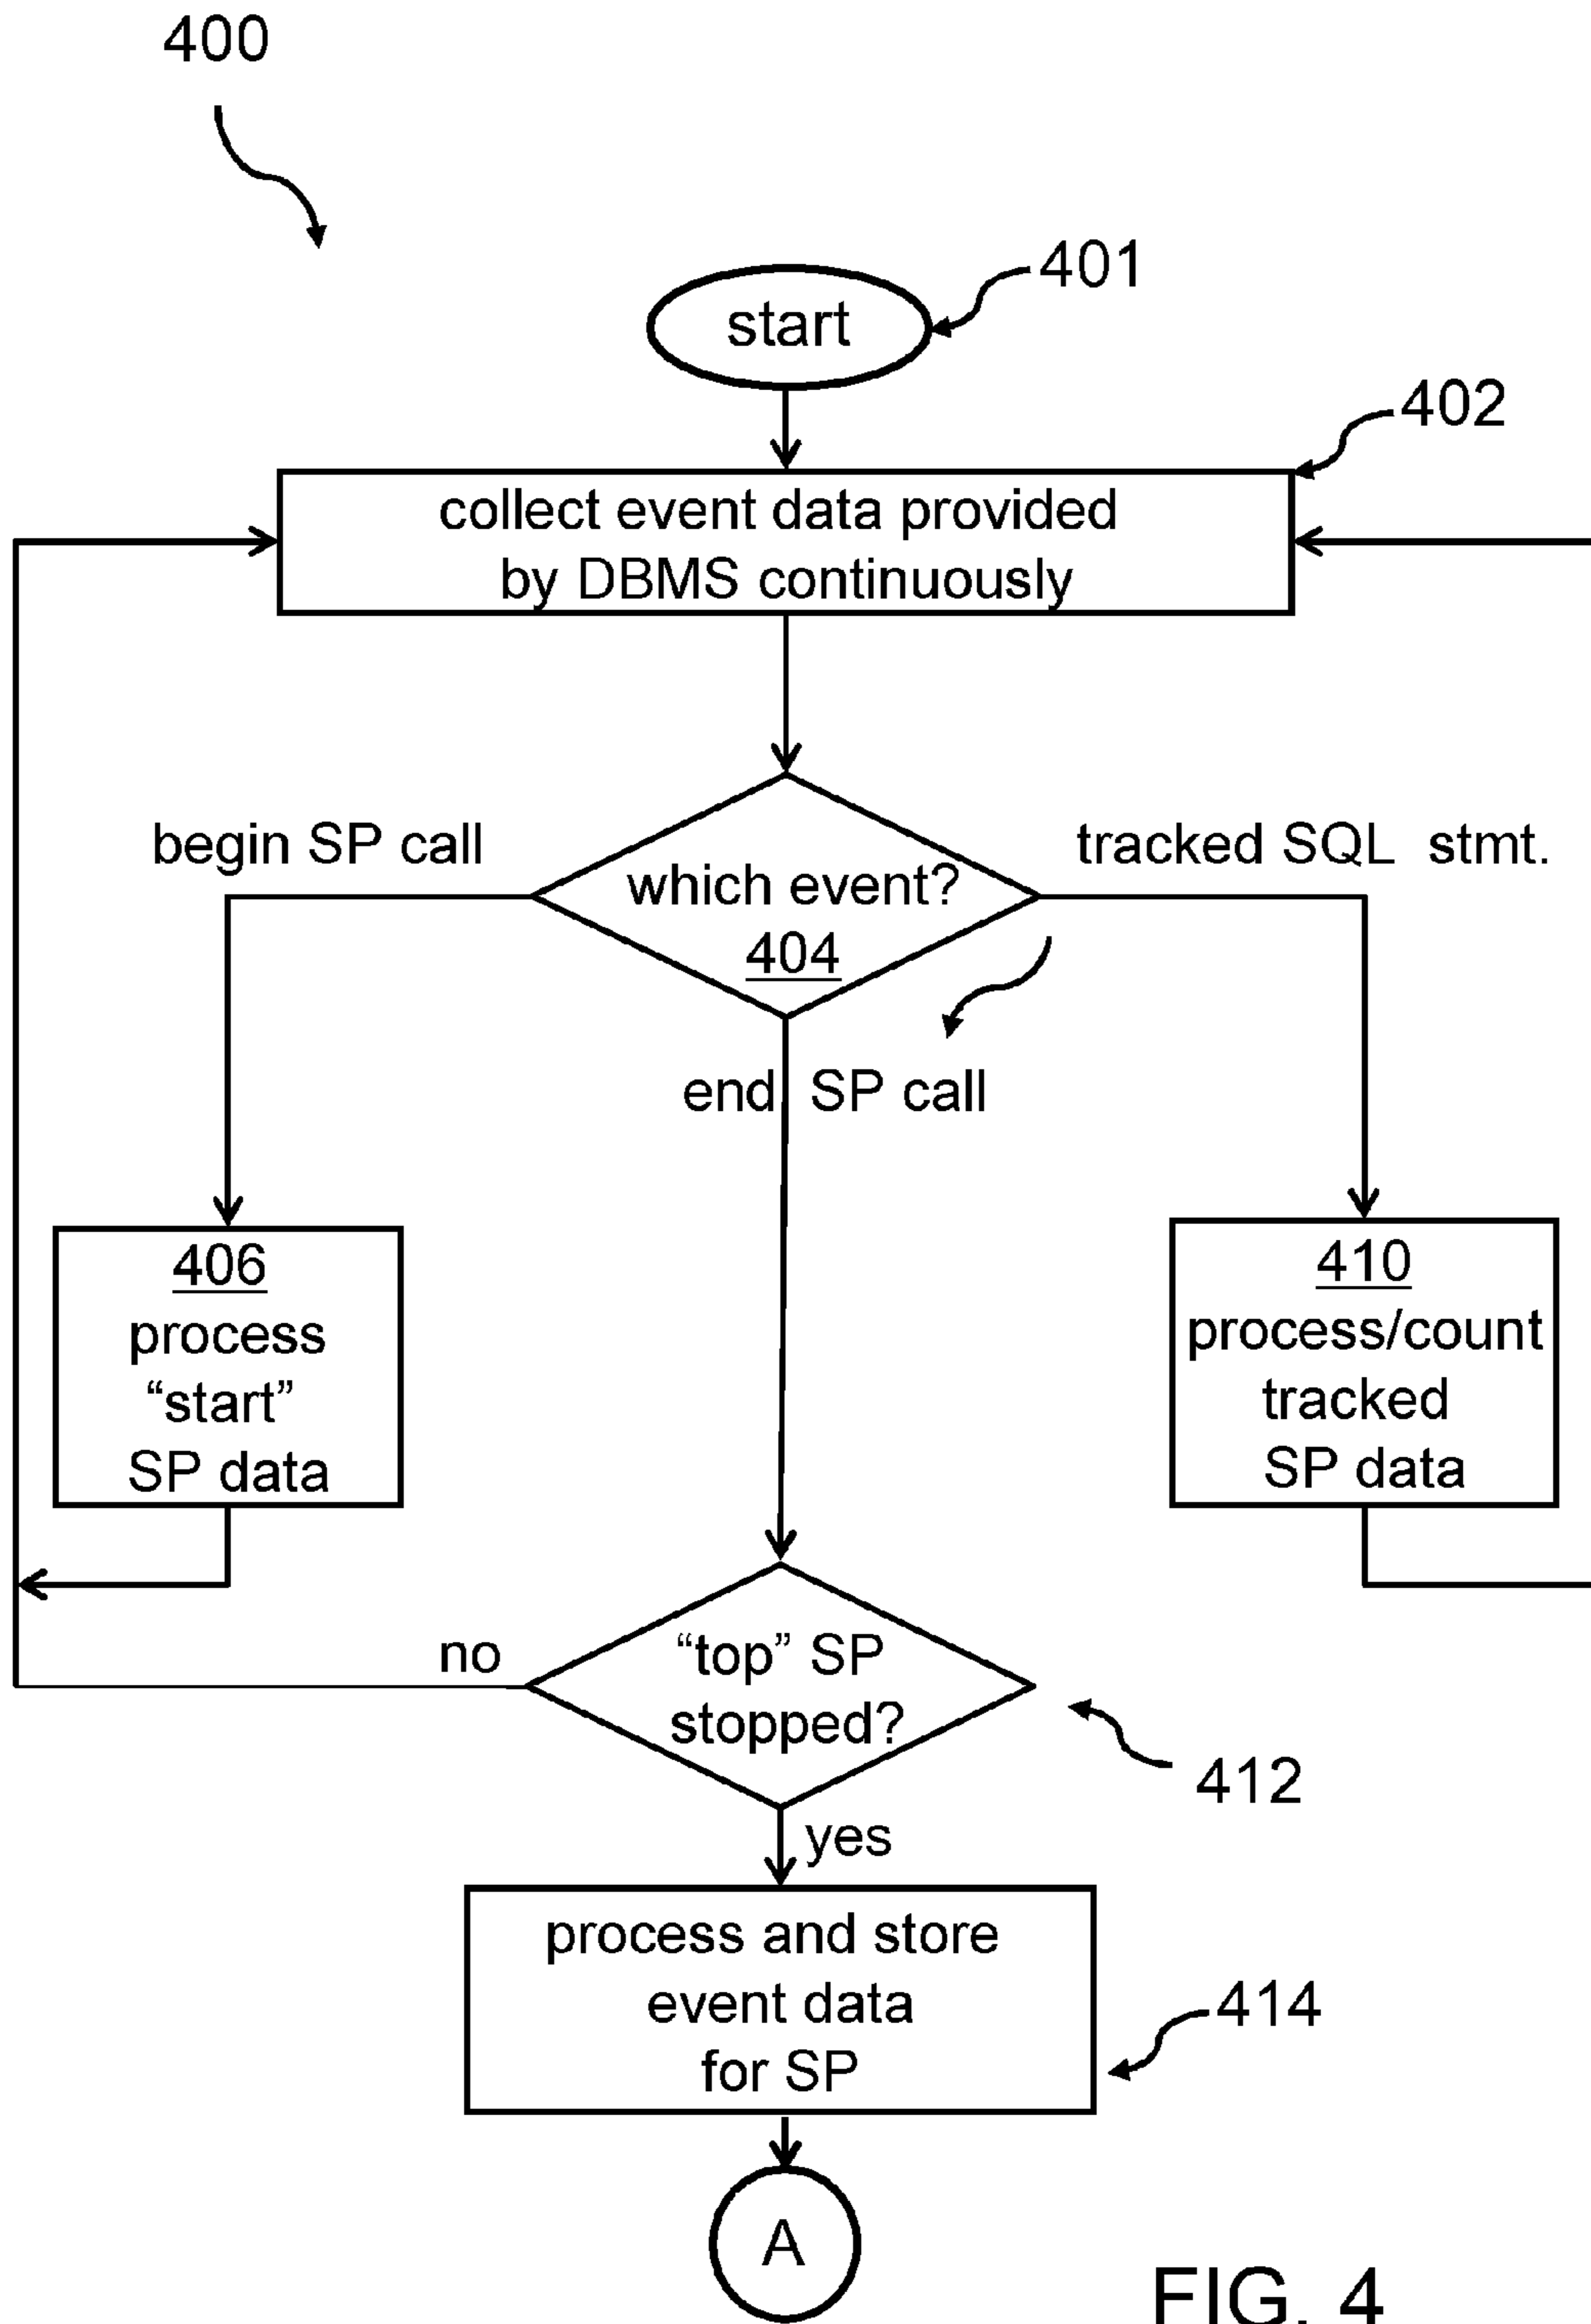 400
start
401
402
collect event data provided
by DBMS continuously
begin SP call
tracked SQL stmt.
which event?
404
end SP call
406
process
“start”
SP data
410
process/count
tracked
SP data
no
“top” SP
stopped?
412
yes
process and store
event data
for SP
414
A
FIG. 4